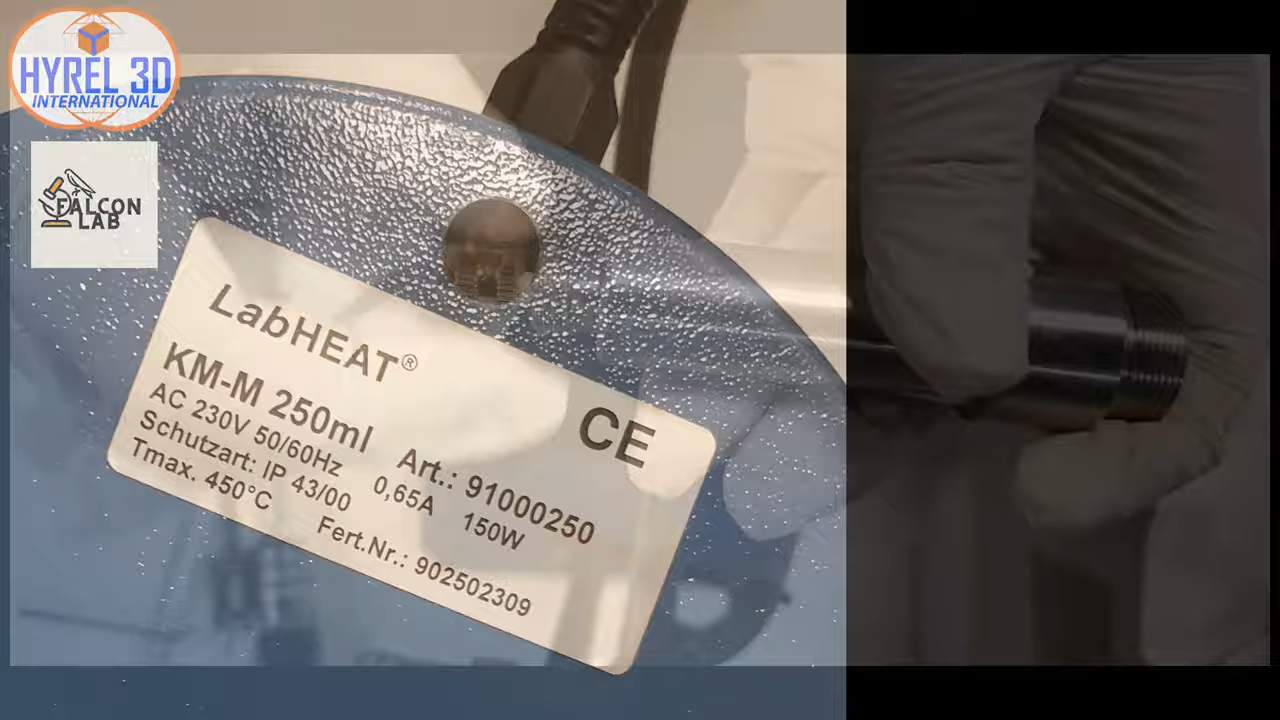 HYREL 3D
INTERNATIONAL
FALCON
LAB
LabHEAT®
KM-M 250ml
CE
AC 230V 50/60Hz
Art.: 91000250
Schutzart: IP 43/00
0,65A
150W
Tmax. 450°C
Fert.Nr.: 902502309